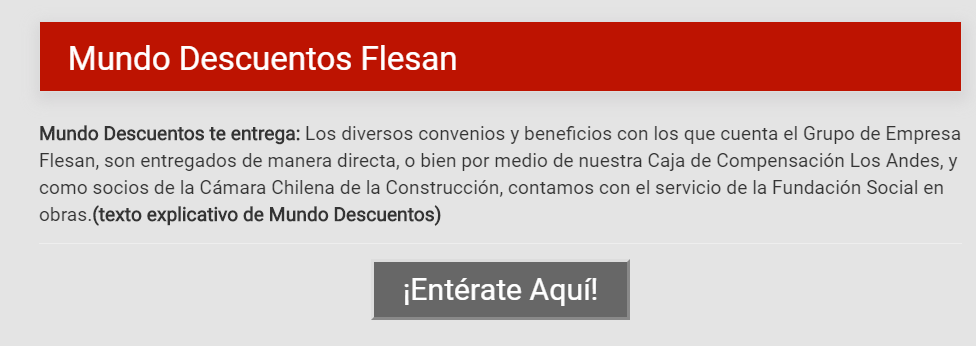 Mundo Descuentos Flesan
Mundo Descuentos te entrega: Los diversos convenios y beneficios con los que cuenta el Grupo de Empresa
Flesan, son entregados de manera directa, o bien por medio de nuestra Caja de Compensación Los Andes, y
como socios de la Cámara Chilena de la Construcción, contamos con el servicio de la Fundación Social en
obras.(texto explicativo de Mundo Descuentos)
¡Entérate Aquí!